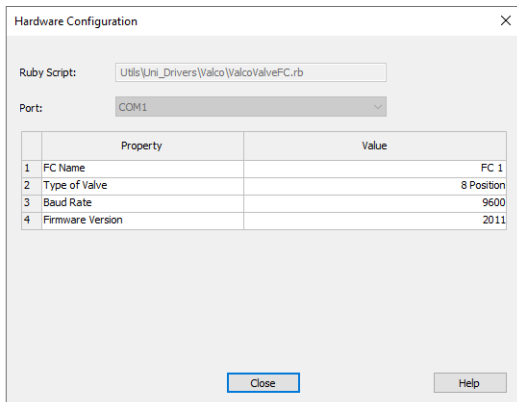 Hardware Configuration
Ruby Script: Utils\Uni_Drivers\Valco\ValcoValveFC.rb
Port: COM1
Property Value
1 FC Name FC 1
2 Type of Valve 8 Position
3 Baud Rate 9600
4 Firmware Version 2011
Close Help